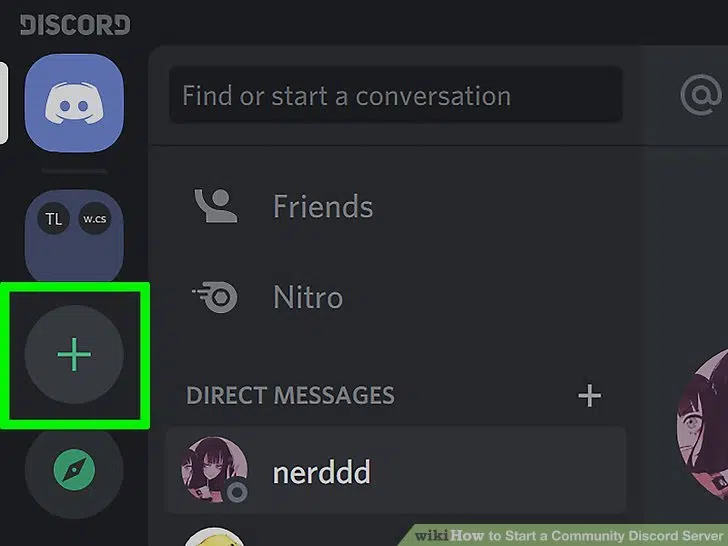 DISCORD
Find or start a conversation
TL
w.cs
Friends
Nitro
DIRECT MESSAGES
nerddd
wikiHow to Start a Community Discord Server